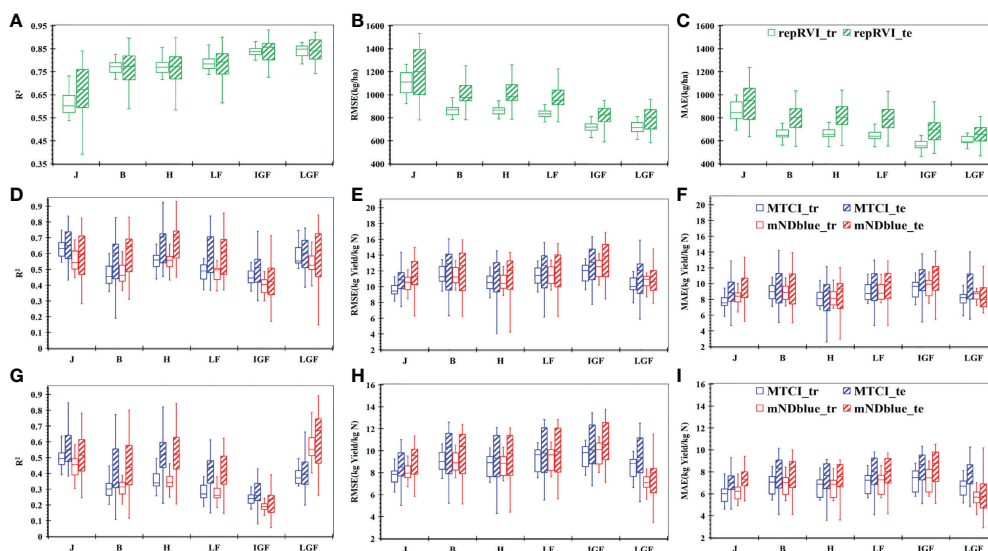 A
0.95
0.85
0.75
0.65
0.55
0.45
0.35
R²
J B H LF IGF LGF
B
1600
1400
1200
1000
800
600
400
RMSE(kg/ha)
J B H LF IGF LGF
C
1600
1400
1200
1000
800
600
400
MAE(kg/ha)
repRVI_tr repRVI_te
J B H LF IGF LGF
D
0.9
0.8
0.7
0.6
0.5
0.4
0.3
0.2
0.1
0
R²
J B H LF IGF LGF
E
20
18
16
14
12
10
8
6
4
2
RMSE(kg Yield/kg N)
J B H LF IGF LGF
F
20
18
16
14
12
10
8
6
4
2
MAE(kg Yield/kg N)
MTCI_tr MTCI_te
mNDblue_tr mNDblue_te
J B H LF IGF LGF
G
0.9
0.8
0.7
0.6
0.5
0.4
0.3
0.2
0.1
0
R²
J B H LF IGF LGF
H
16
14
12
10
8
6
4
2
RMSE(kg Yield/kg N)
J B H LF IGF LGF
I
16
14
12
10
8
6
4
2
MAE(kg Yield/kg N)
MTCI_tr MTCI_te
mNDblue_tr mNDblue_te
J B H LF IGF LGF